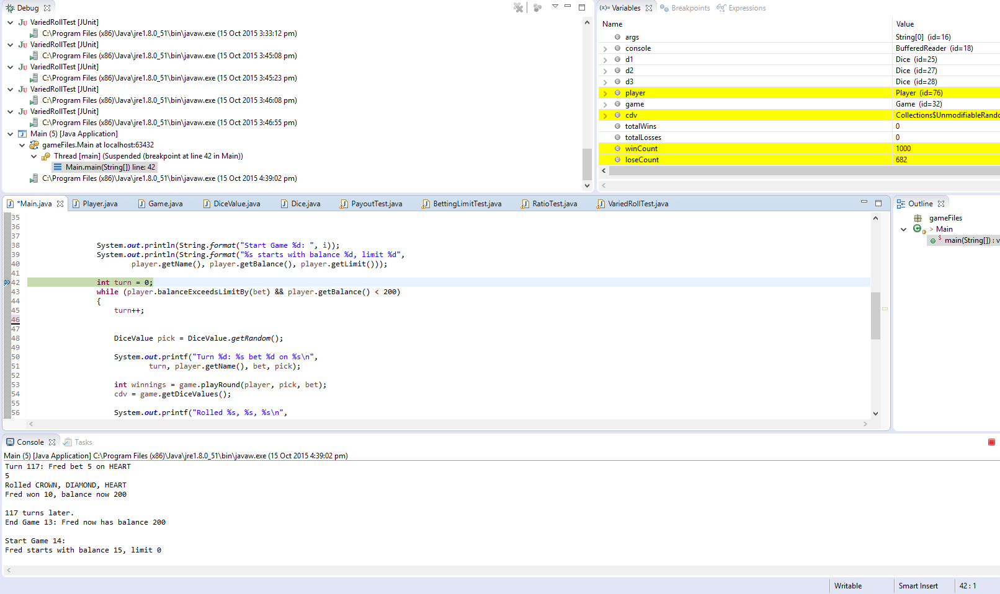 Debug
VariedRollTest [JUnit]
C:\Program Files (x86)\Java\jre1.8.0_51\bin\javaw.exe (15 Oct 2015 3:33:12 pm)
VariedRollTest [JUnit]
C:\Program Files (x86)\Java\jre1.8.0_51\bin\javaw.exe (15 Oct 2015 3:45:08 pm)
VariedRollTest [JUnit]
C:\Program Files (x86)\Java\jre1.8.0_51\bin\javaw.exe (15 Oct 2015 3:45:23 pm)
VariedRollTest [JUnit]
C:\Program Files (x86)\Java\jre1.8.0_51\bin\javaw.exe (15 Oct 2015 3:46:08 pm)
VariedRollTest [JUnit]
C:\Program Files (x86)\Java\jre1.8.0_51\bin\javaw.exe (15 Oct 2015 3:46:55 pm)
Main (5) [Java Application]
gameFiles.Main at localhost:63432
Thread [main] (Suspended (breakpoint at line 42 in Main))
Main.main(String[]) line: 42
C:\Program Files (x86)\Java\jre1.8.0_51\bin\javaw.exe (15 Oct 2015 4:39:02 pm)
(x)= Variables Breakpoints Expressions
Name Value
args String[0] (id=16)
console BufferedReader (id=18)
d1 Dice (id=25)
d2 Dice (id=27)
d3 Dice (id=28)
player Player (id=76)
game Game (id=32)
cdv Collections$UnmodifiableRando
totalWins 0
totalLosses 0
winCount 1000
loseCount 682
*Main.java Player.java Game.java DiceValue.java Dice.java PayoutTest.java BettingLimitTest.java RatioTest.java VariedRollTest.java
35
36
37
38 System.out.println(String.format("Start Game %d: ", i));
39 System.out.println(String.format("%s starts with balance %d, limit %d",
40 player.getName(), player.getBalance(), player.getLimit()));
41
42 int turn = 0;
43 while (player.balanceExceedsLimitBy(bet) && player.getBalance() < 200)
44 {
45 turn++;
46
47
48 DiceValue pick = DiceValue.getRandom();
49
50 System.out.printf("Turn %d: %s bet %d on %s\n",
51 turn, player.getName(), bet, pick);
52
53 int winnings = game.playRound(player, pick, bet);
54 cdv = game.getDiceValues();
55
56 System.out.printf("Rolled %s, %s, %s\n",
Outline
gameFiles
Main
main(String[]) : v
Console Tasks
Main (5) [Java Application] C:\Program Files (x86)\Java\jre1.8.0_51\bin\javaw.exe (15 Oct 2015 4:39:02 pm)
Turn 117: Fred bet 5 on HEART
5
Rolled CROWN, DIAMOND, HEART
Fred won 10, balance now 200
117 turns later.
End Game 13: Fred now has balance 200
Start Game 14:
Fred starts with balance 15, limit 0
Writable Smart Insert 42 : 1